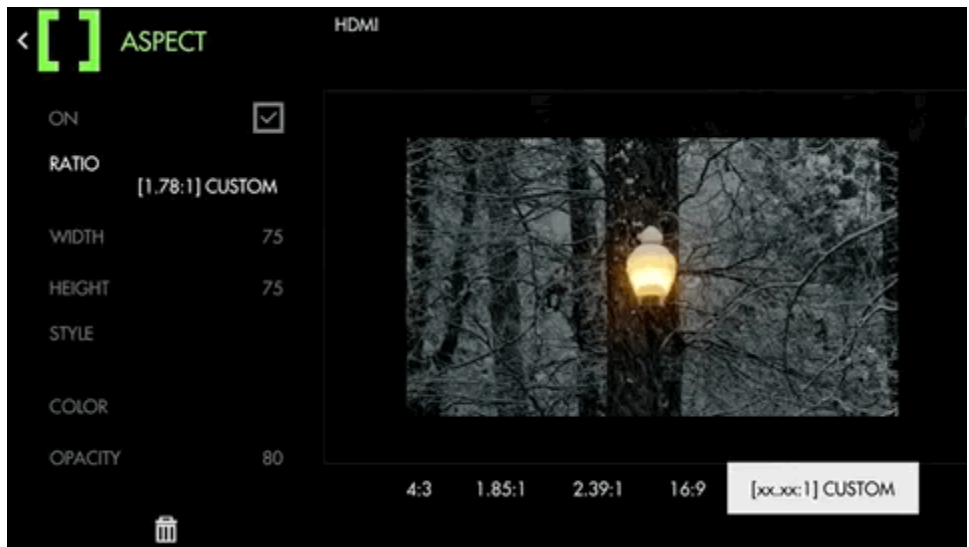 ASPECT
HDMI
ON
RATIO
[1.78:1] CUSTOM
WIDTH 75
HEIGHT 75
STYLE
COLOR
OPACITY 80
4:3 1.85:1 2.39:1 16:9 [xx.xx:1] CUSTOM